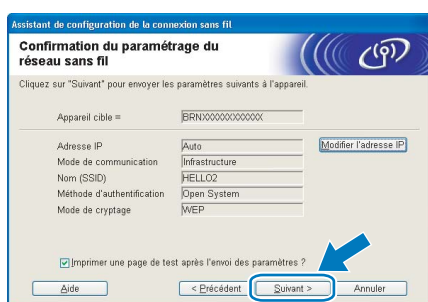 Assistant de configuration de la connexion sans fil
Confirmation du paramétrage du
réseau sans fil
Cliquez sur "Suivant" pour envoyer les paramètres suivants à l'appareil.
Appareil cible = BRNXXXXXXXXXXXX
Adresse IP Auto Modifier l'adresse IP
Mode de communication Infrastructure
Nom (SSID) HELLO2
Méthode d'authentification Open System
Mode de cryptage WEP
Imprimer une page de test après l'envoi des paramètres ?
Aide < Précédent Suivant > Annuler